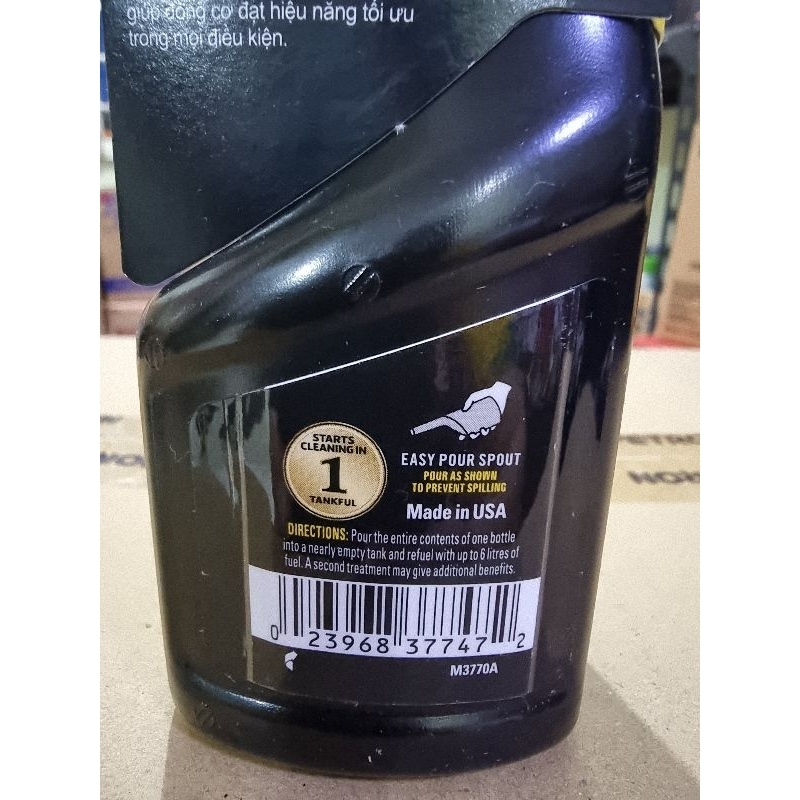 giúp động cơ đạt hiệu năng tối ưu
trong mọi điều kiện.
STARTS
CLEANING IN
1
TANKFUL
EASY POUR SPOUT
POUR AS SHOWN
TO PREVENT SPILLING
Made in USA
DIRECTIONS: Pour the entire contents of one bottle
into a nearly empty tank and refuel with up to 6 litres of
fuel. A second treatment may give additional benefits.
0 23968 37747 2
M3770A
PETRO